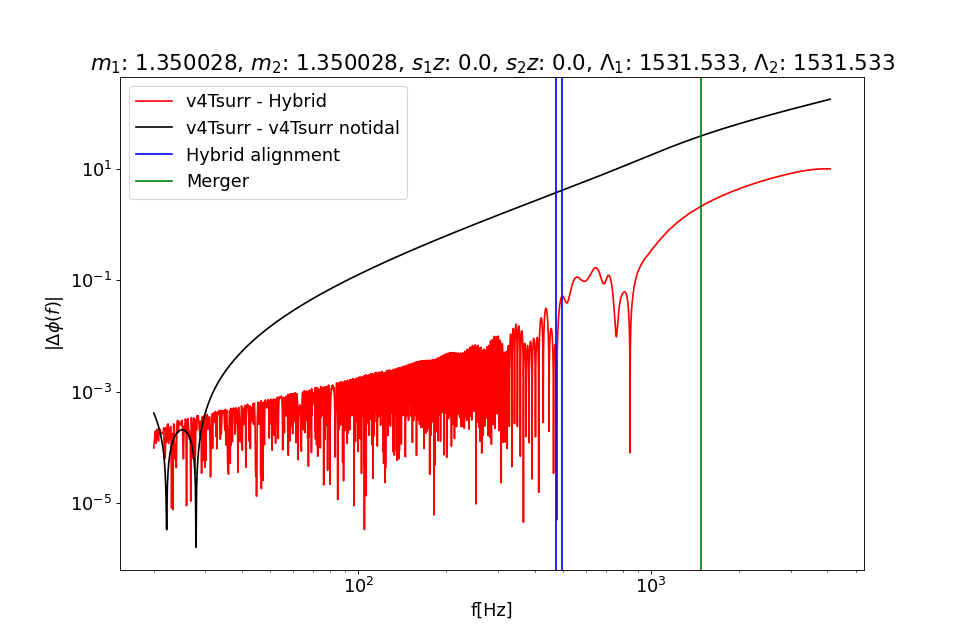 m₁: 1.350028, m₂: 1.350028, s₁z: 0.0, s₂z: 0.0, Λ₁: 1531.533, Λ₂: 1531.533
v4Tsurr - Hybrid
v4Tsurr - v4Tsurr notidal
Hybrid alignment
Merger
10¹
10⁻¹
10⁻³
10⁻⁵
|Δϕ(f)|
10² 10³
f[Hz]